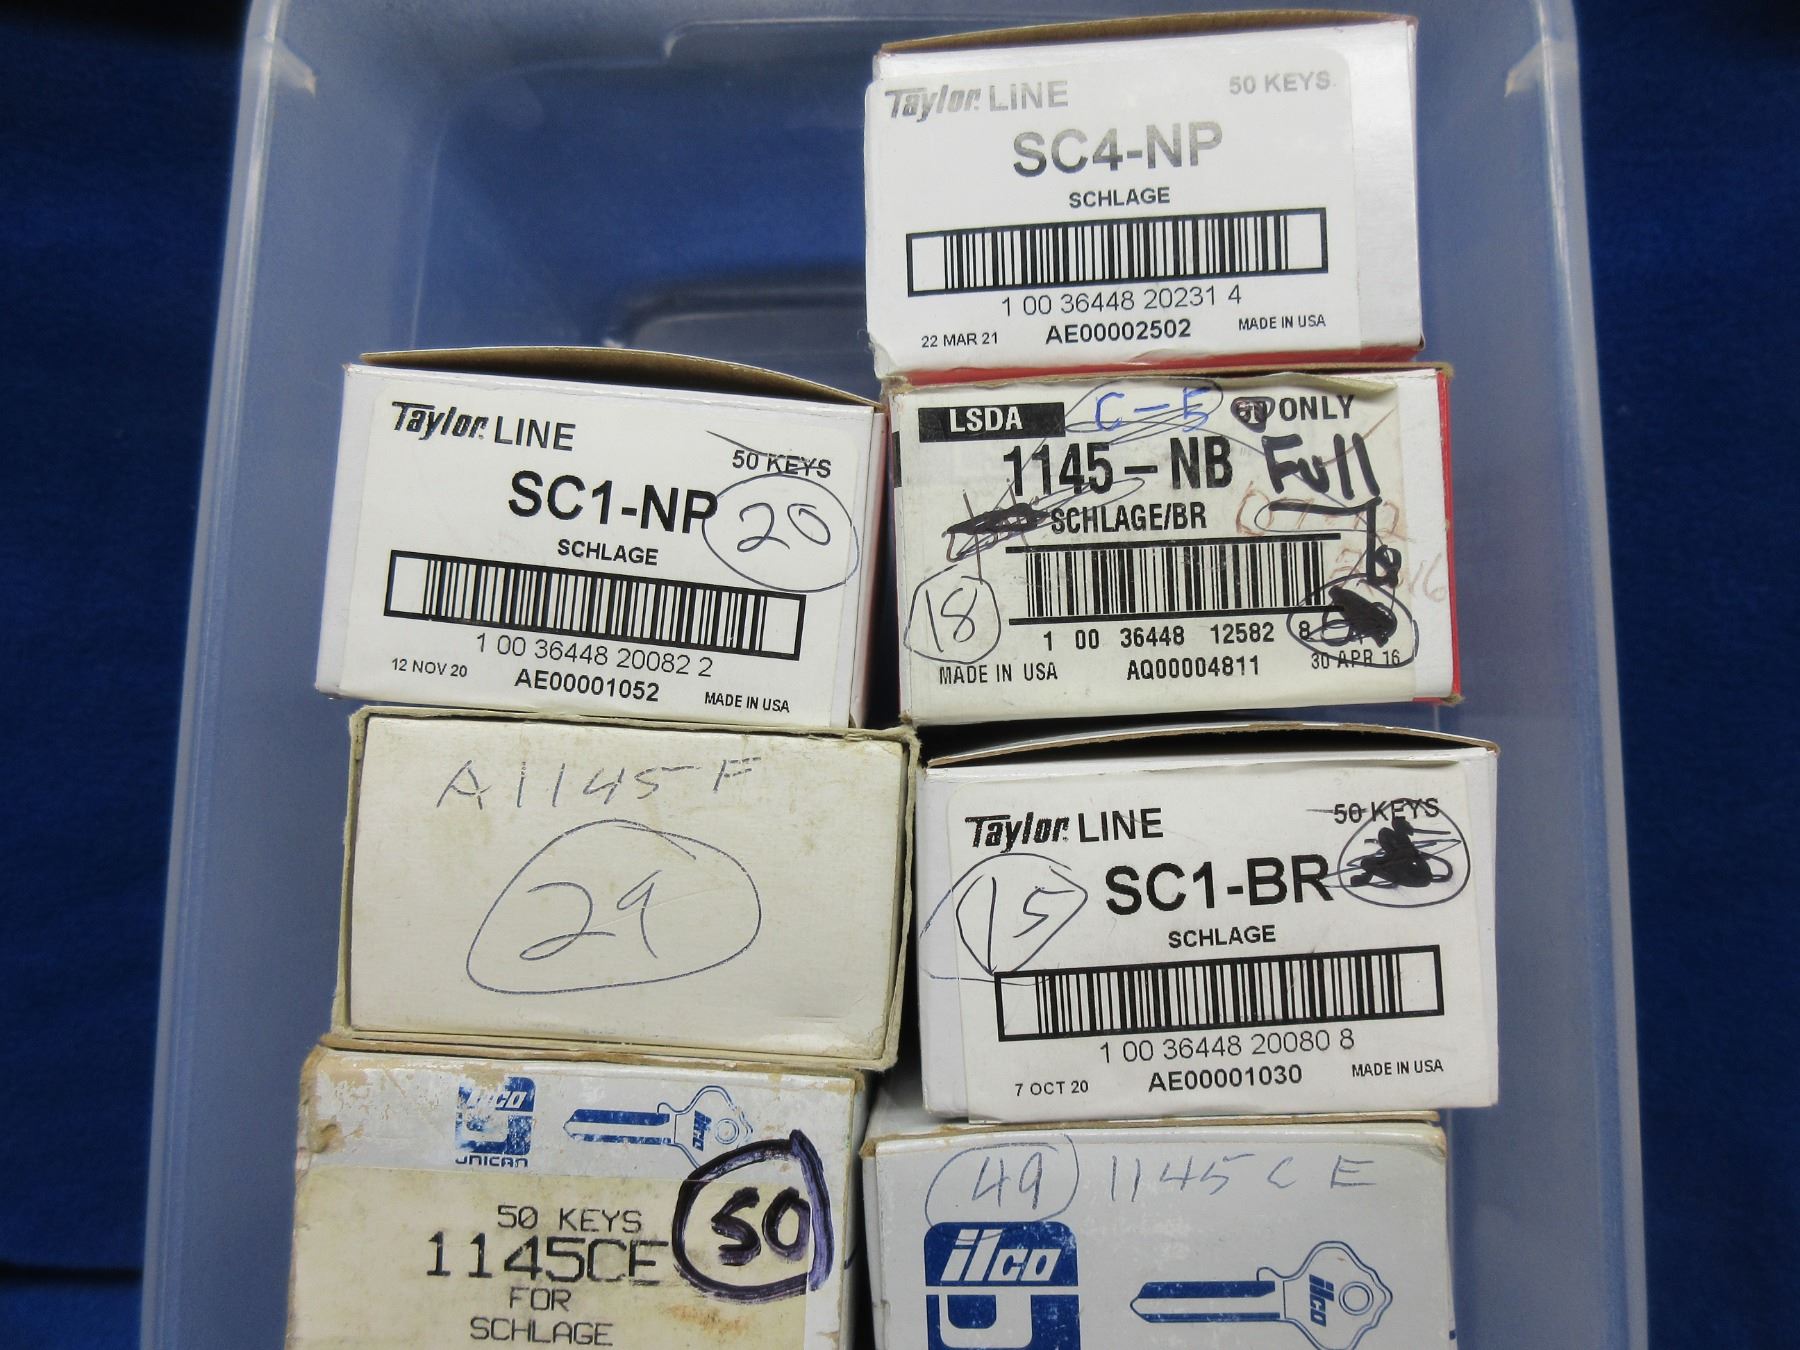 Taylor LINE
50 KEYS
SC4-NP
SCHLAGE
1 00 36448 20231 4
22 MAR 21
AE00002502
MADE IN USA
Taylor LINE
50 KEYS
SC1-NP
20
SCHLAGE
1 00 36448 20082 2
12 NOV 20
AE00001052
MADE IN USA
LSDA
C-5
ONLY
1145-NB
Full
SCHLAGE/BR
18
1 00 36448 12582 8
MADE IN USA
AQ00004811
30 APR 16
A1145F
29
Taylor LINE
50 KEYS
15
SC1-BR
SCHLAGE
1 00 36448 20080 8
7 OCT 20
AE00001030
MADE IN USA
ilco
UNICAN
ilco
50
50 KEYS
1145CE
FOR
SCHLAGE
49 1145CE
ilco
ilco